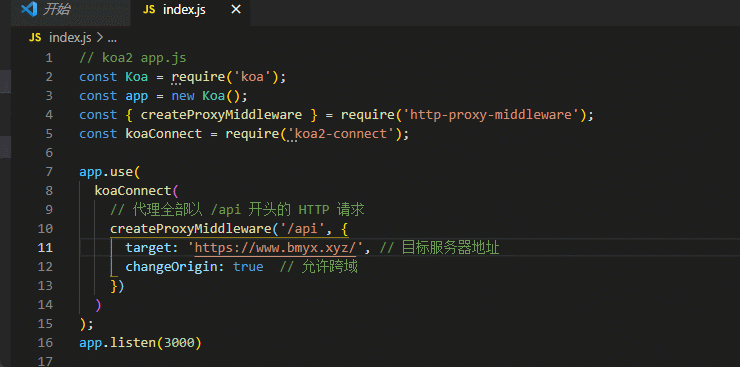 开始
JS index.js ×
JS index.js > ...
1 // koa2 app.js
2 const Koa = require('koa');
3 const app = new Koa();
4 const { createProxyMiddleware } = require('http-proxy-middleware');
5 const koaConnect = require('koa2-connect');
6
7 app.use(
8 koaConnect(
9 // 代理全部以 /api 开头的 HTTP 请求
10 createProxyMiddleware('/api', {
11 target: 'https://www.bmyx.xyz/', // 目标服务器地址
12 changeOrigin: true // 允许跨域
13 })
14 )
15 );
16 app.listen(3000)
17